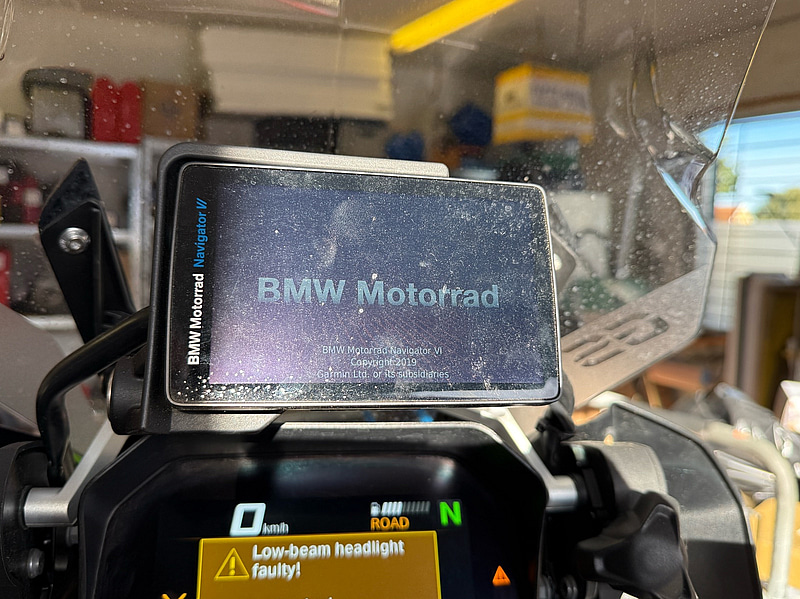 BMW Motorrad Navigator VI
BMW Motorrad
BMW Motorrad Navigator VI
Copyright 2019
Garmin Ltd. or its subsidiaries
0 km/h
ROAD
N
Low-beam headlight
faulty!